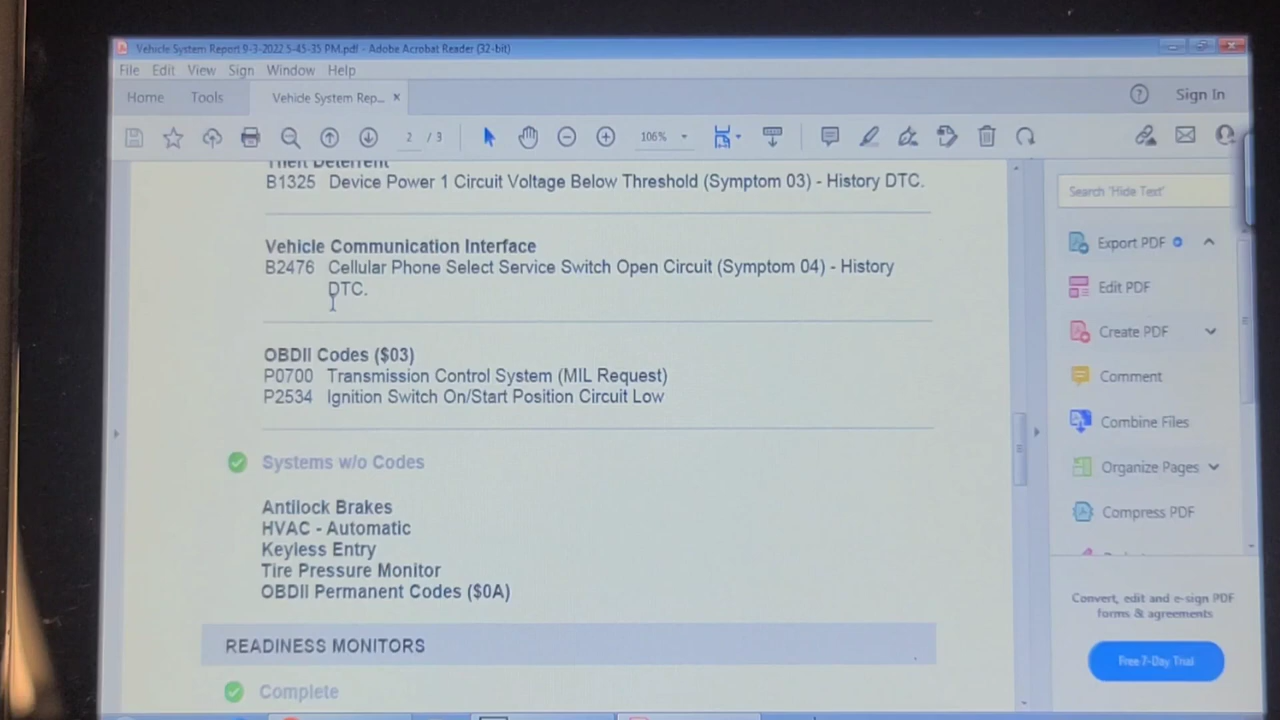 Vehicle System Report 9-3-2022 5-45-35 PM.pdf - Adobe Acrobat Reader (32-bit)
File Edit View Sign Window Help
Home Tools Vehicle System Rep... × ? Sign In
2 / 3 106%
Theft Deterrent
B1325 Device Power 1 Circuit Voltage Below Threshold (Symptom 03) - History DTC.
Vehicle Communication Interface
B2476 Cellular Phone Select Service Switch Open Circuit (Symptom 04) - History
DTC.
OBDII Codes ($03)
P0700 Transmission Control System (MIL Request)
P2534 Ignition Switch On/Start Position Circuit Low
Systems w/o Codes
Antilock Brakes
HVAC - Automatic
Keyless Entry
Tire Pressure Monitor
OBDII Permanent Codes ($0A)
READINESS MONITORS
Complete
Search 'Hide Text'
Export PDF
Edit PDF
Create PDF
Comment
Combine Files
Organize Pages
Compress PDF
Convert, edit and e-sign PDF
forms & agreements
Free 7-Day Trial